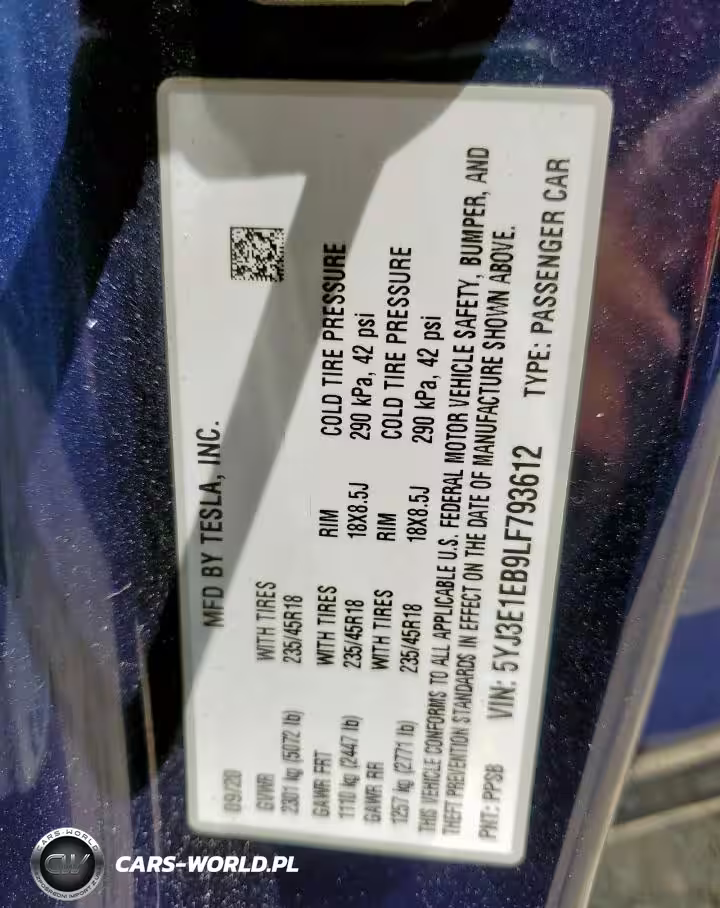 MFD BY TESLA, INC.
09/20
GVWR WITH TIRES
2301 kg (5072 lb) 235/45R18
GAWR FRT WITH TIRES RIM COLD TIRE PRESSURE
1110 kg (2447 lb) 235/45R18 18X8.5J 290 kPa, 42 psi
GAWR RR WITH TIRES RIM COLD TIRE PRESSURE
1257 kg (2771 lb) 235/45R18 18X8.5J 290 kPa, 42 psi
THIS VEHICLE CONFORMS TO ALL APPLICABLE U.S. FEDERAL MOTOR VEHICLE SAFETY, BUMPER, AND
THEFT PREVENTION STANDARDS IN EFFECT ON THE DATE OF MANUFACTURE SHOWN ABOVE.
PNT: PPSB VIN: 5YJ3E1EB9LF793612 TYPE: PASSENGER CAR
CARS-WORLD
CW
CARS-WORLD.PL